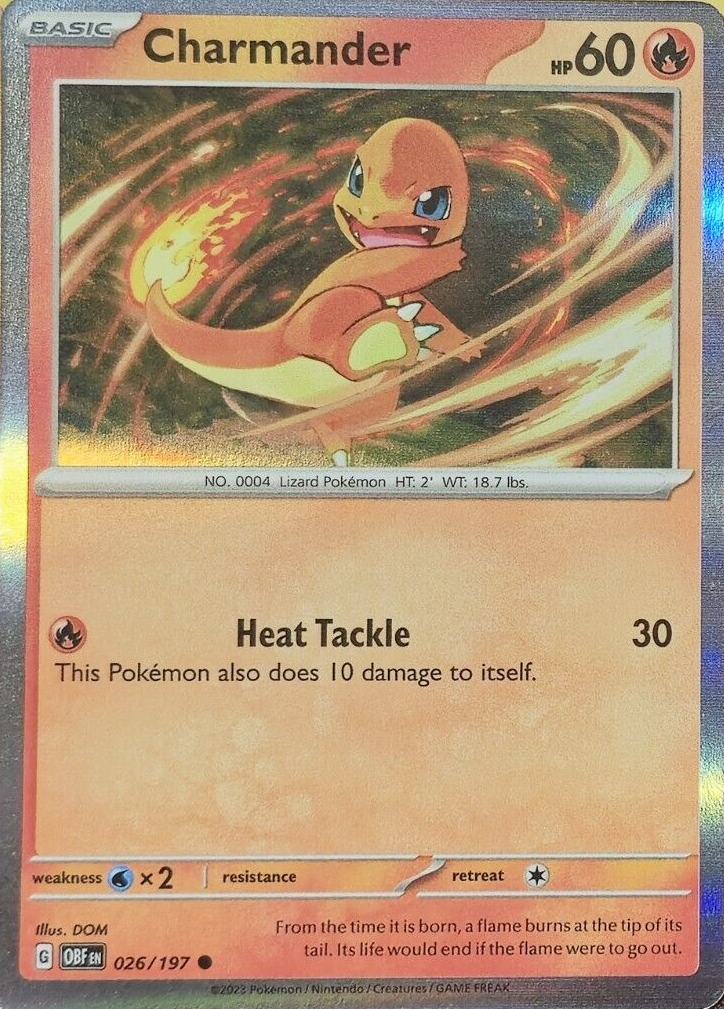 BASIC
Charmander
HP60
NO. 0004 Lizard Pokémon HT: 2' WT: 18.7 lbs.
Heat Tackle 30
This Pokémon also does 10 damage to itself.
weakness ×2 resistance retreat
Illus. DOM
From the time it is born, a flame burns at the tip of its
tail. Its life would end if the flame were to go out.
G OBF EN 026/197
©2023 Pokémon / Nintendo / Creatures / GAME FREAK